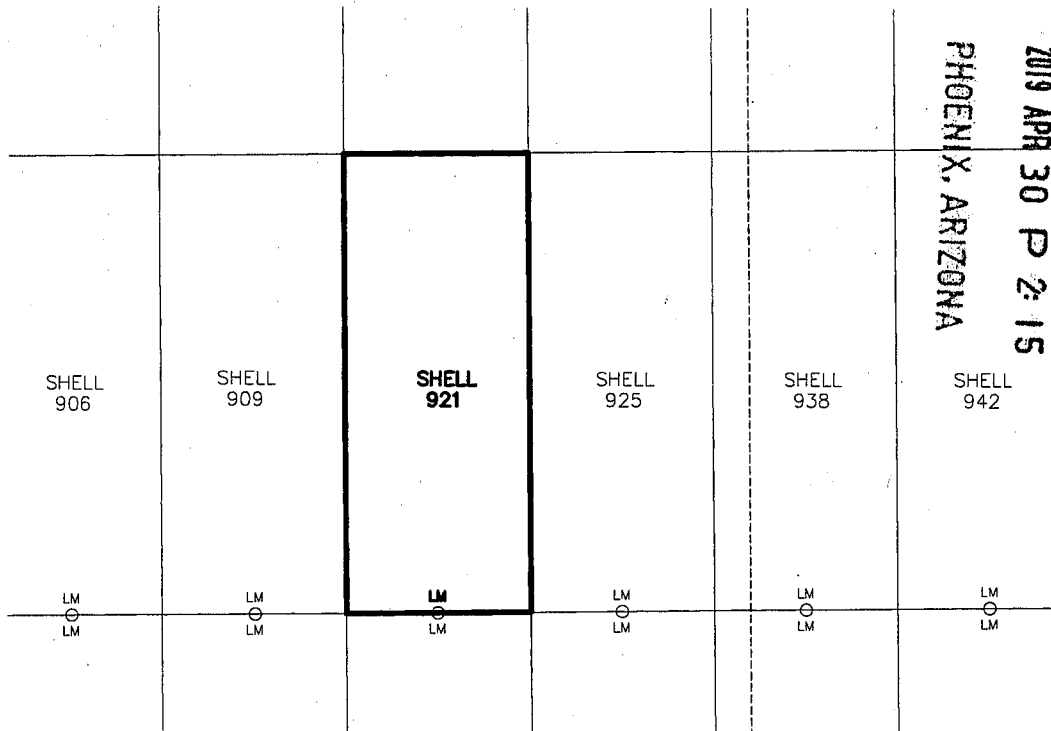 2019 APR 30 P 2:15
PHOENIX, ARIZONA
SHELL
906
SHELL
909
SHELL
921
SHELL
925
SHELL
938
SHELL
942
LM
LM
LM
LM
LM
LM
LM
LM
LM
LM
LM
LM